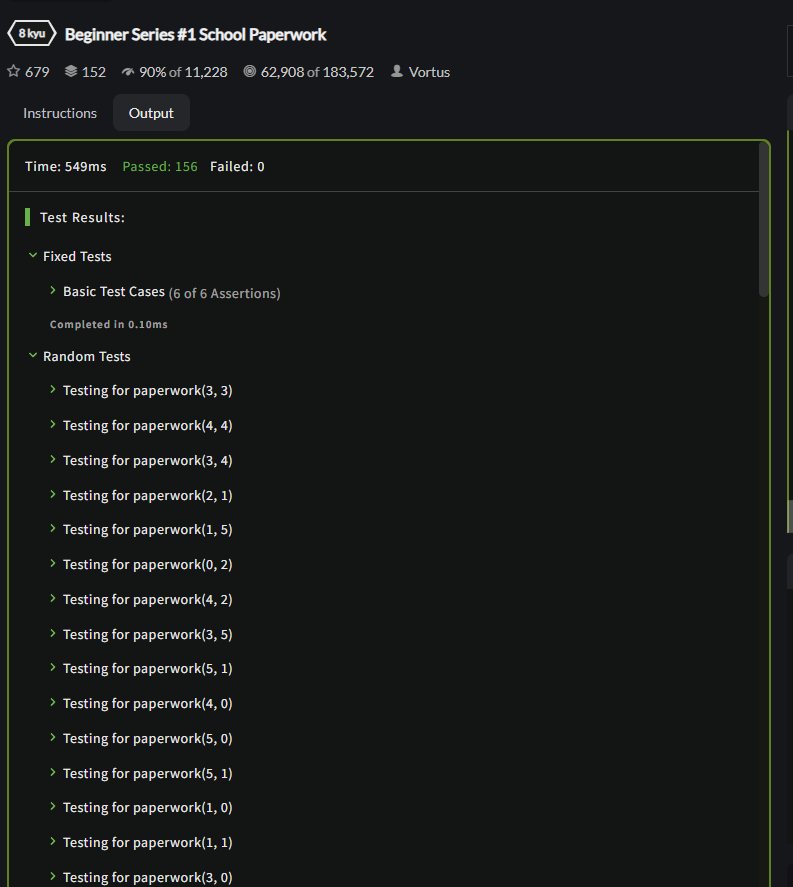 8 kyu Beginner Series #1 School Paperwork
679 152 90% of 11,228 62,908 of 183,572 Vortus
Instructions Output
Time: 549ms Passed: 156 Failed: 0
Test Results:
Fixed Tests
Basic Test Cases (6 of 6 Assertions)
Completed in 0.10ms
Random Tests
Testing for paperwork(3, 3)
Testing for paperwork(4, 4)
Testing for paperwork(3, 4)
Testing for paperwork(2, 1)
Testing for paperwork(1, 5)
Testing for paperwork(0, 2)
Testing for paperwork(4, 2)
Testing for paperwork(3, 5)
Testing for paperwork(5, 1)
Testing for paperwork(4, 0)
Testing for paperwork(5, 0)
Testing for paperwork(5, 1)
Testing for paperwork(1, 0)
Testing for paperwork(1, 1)
Testing for paperwork(3, 0)